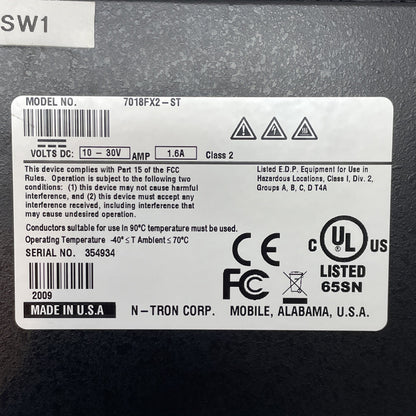 SW1
MODEL NO. 7018FX2-ST
VOLTS DC: 10 - 30V AMP 1.6A Class 2
This device complies with Part 15 of the FCC
Rules. Operation is subject to the following two
conditions: (1) this device may not cause harmful
interference, and (2) this device must accept any
interference received, including interference that
may cause undesired operation.
Listed E.D.P. Equipment for Use in
Hazardous Locations, Class I, Div. 2,
Groups A, B, C, D T4A
Conductors suitable for use in 90°C temperature must be used.
Operating Temperature -40° ≤ T Ambient ≤ 70°C
SERIAL NO. 354934
CE
FC
C UL US
LISTED
65SN
2009
MADE IN U.S.A
N-TRON CORP. MOBILE, ALABAMA, U.S.A.